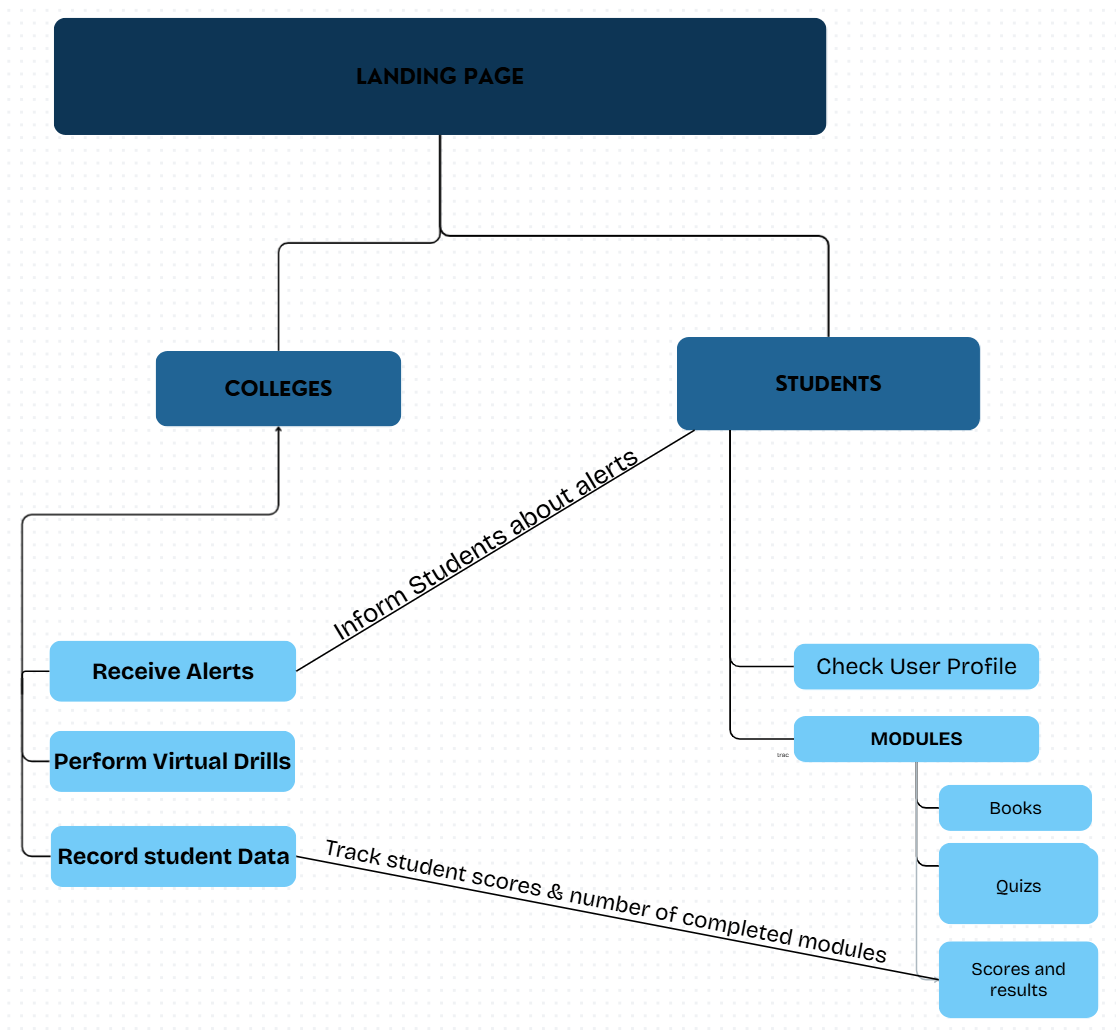 LANDING PAGE
COLLEGES
STUDENTS
Inform Students about alerts
Receive Alerts
Perform Virtual Drills
Record student Data
Check User Profile
MODULES
trac
Books
Quizs
Track student scores & number of completed modules
Scores and
results